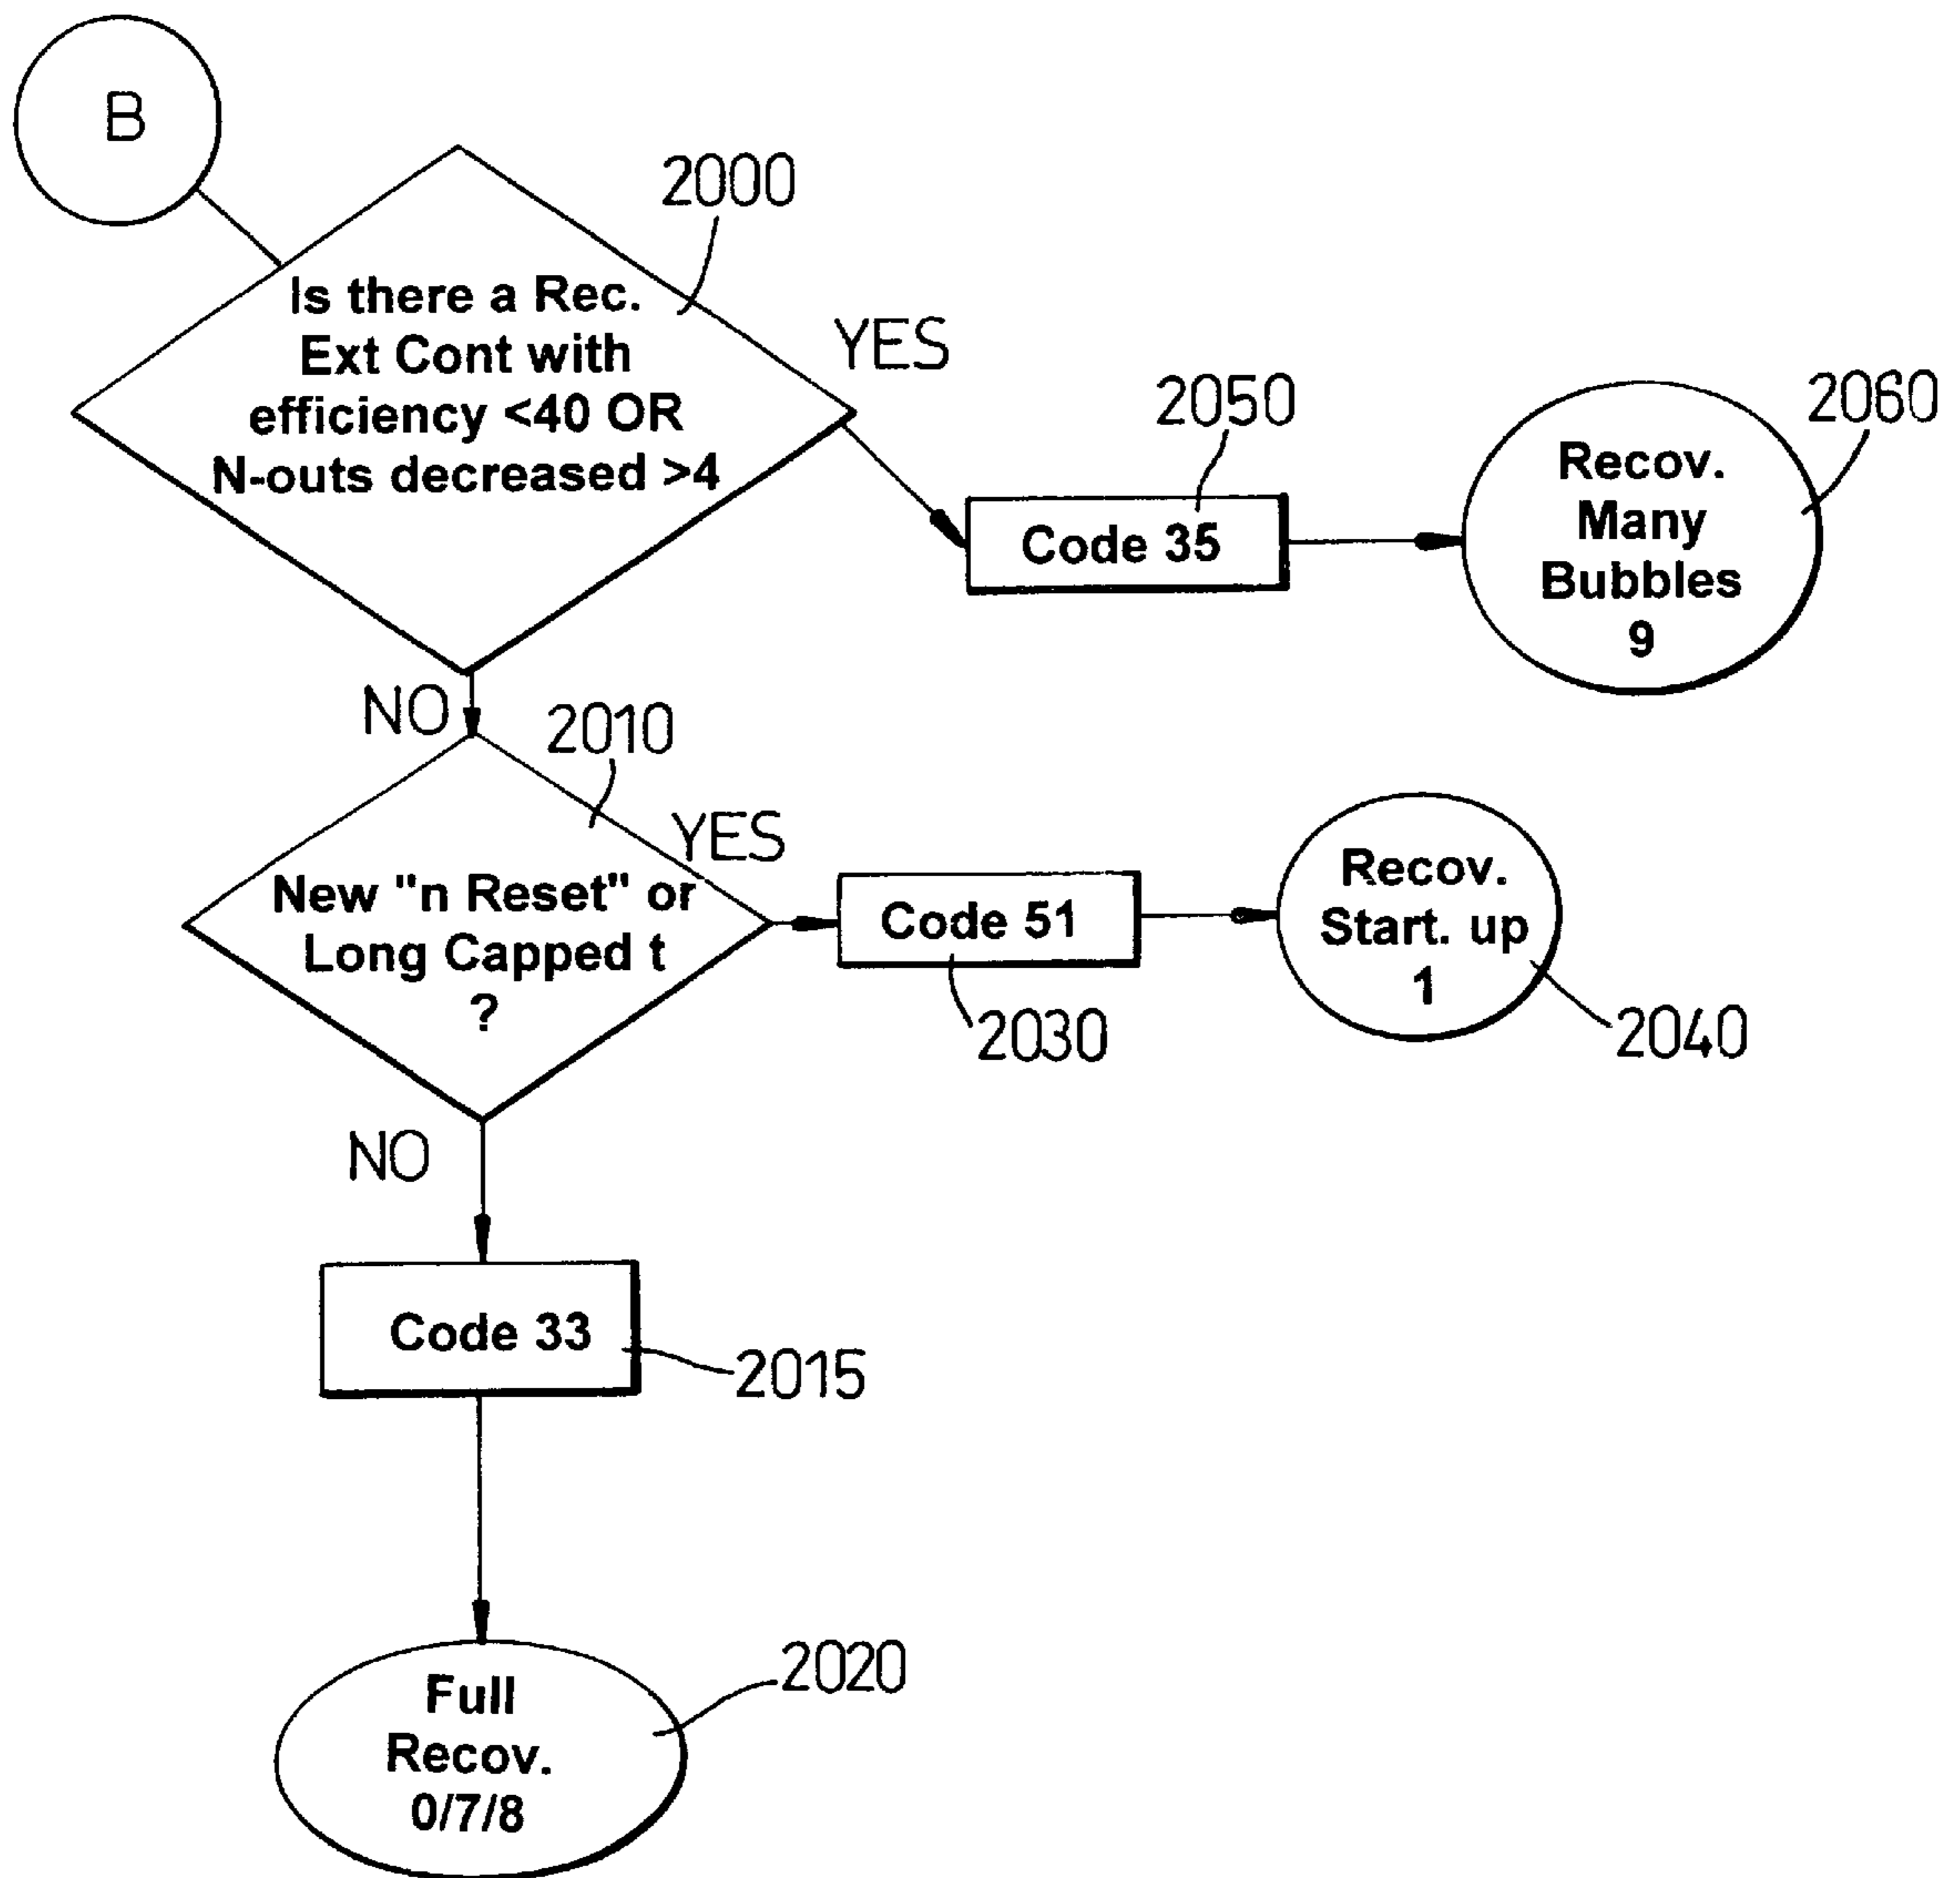 B
2000
Is there a Rec.
Ext Cont with
efficiency <40 OR
N-outs decreased >4
YES
2050
Code 35
2060
Recov.
Many
Bubbles
9
NO
2010
New "n Reset" or
Long Capped t
?
YES
Code 51
2030
Recov.
Start. up
1
2040
NO
Code 33
2015
2020
Full
Recov.
0/7/8